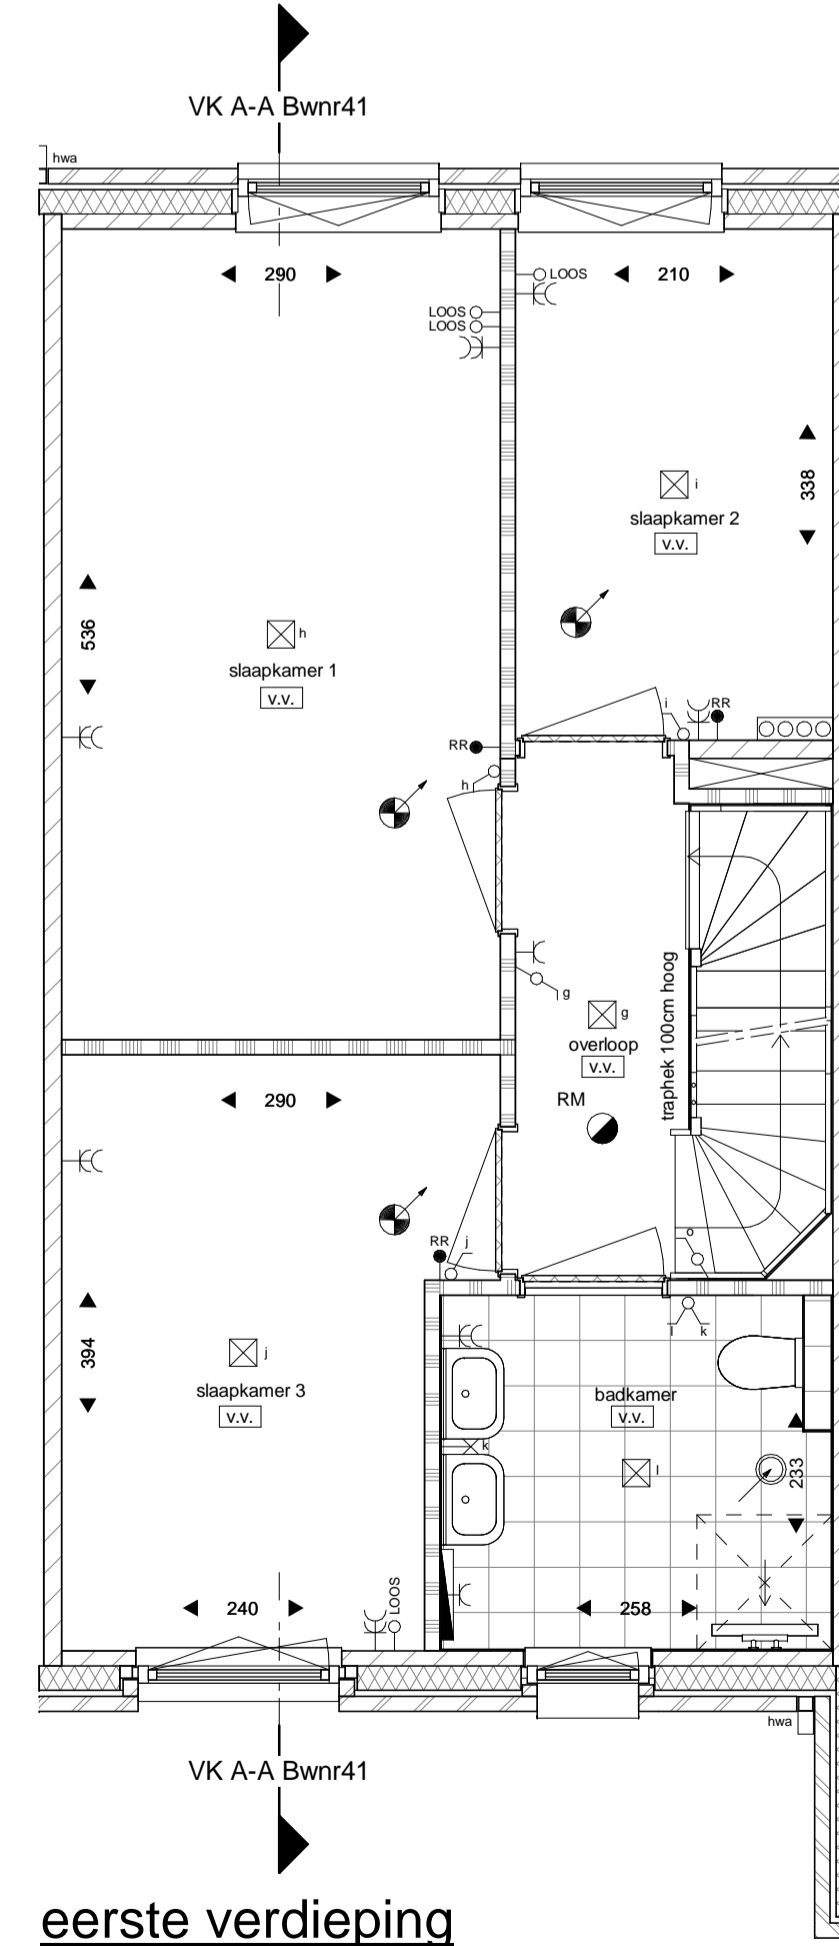 VK A-A Bwnr41
hwa
290
LOOS
210
LOOS
LOOS
338
i
slaapkamer 2
v.v.
536
h
slaapkamer 1
v.v.
i
RR
RR
h
g
traphek 100cm hoog
g
overloop
v.v.
RM
290
RR
j
o
l
k
394
j
slaapkamer 3
v.v.
badkamer
v.v.
k
l
233
240
LOOS
258
hwa
VK A-A Bwnr41
eerste verdieping